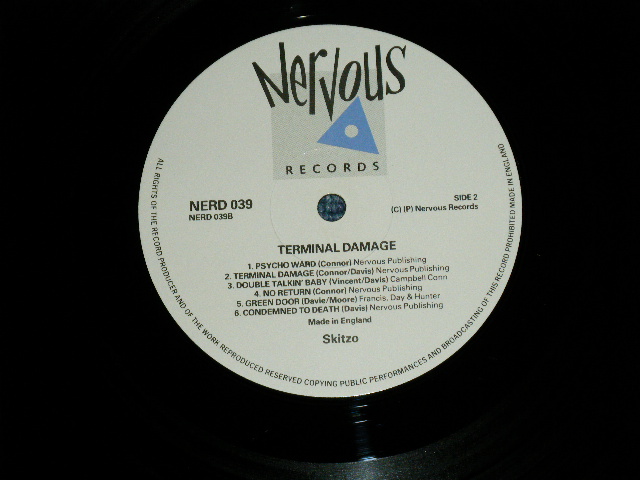 Nervous
RECORDS
NERD 039
NERD 039B
SIDE 2
(C) (P) Nervous Records
TERMINAL DAMAGE
1. PSYCHO WARD (Connor) Nervous Publishing
2. TERMINAL DAMAGE (Connor/Davis) Nervous Publishing
3. DOUBLE TALKIN' BABY (Vincent/Davis) Campbell Conn
4. NO RETURN (Connor) Nervous Publishing
5. GREEN DOOR (Davie/Moore) Francis, Day & Hunter
6. CONDEMNED TO DEATH (Davis) Nervous Publishing
Made in England
Skitzo
ALL RIGHTS OF THE RECORD PRODUCER AND OF THE WORK REPRODUCED RESERVED COPYING PUBLIC PERFORMANCES AND BROADCASTING OF THIS RECORD PROHIBITED MADE IN ENGLAND